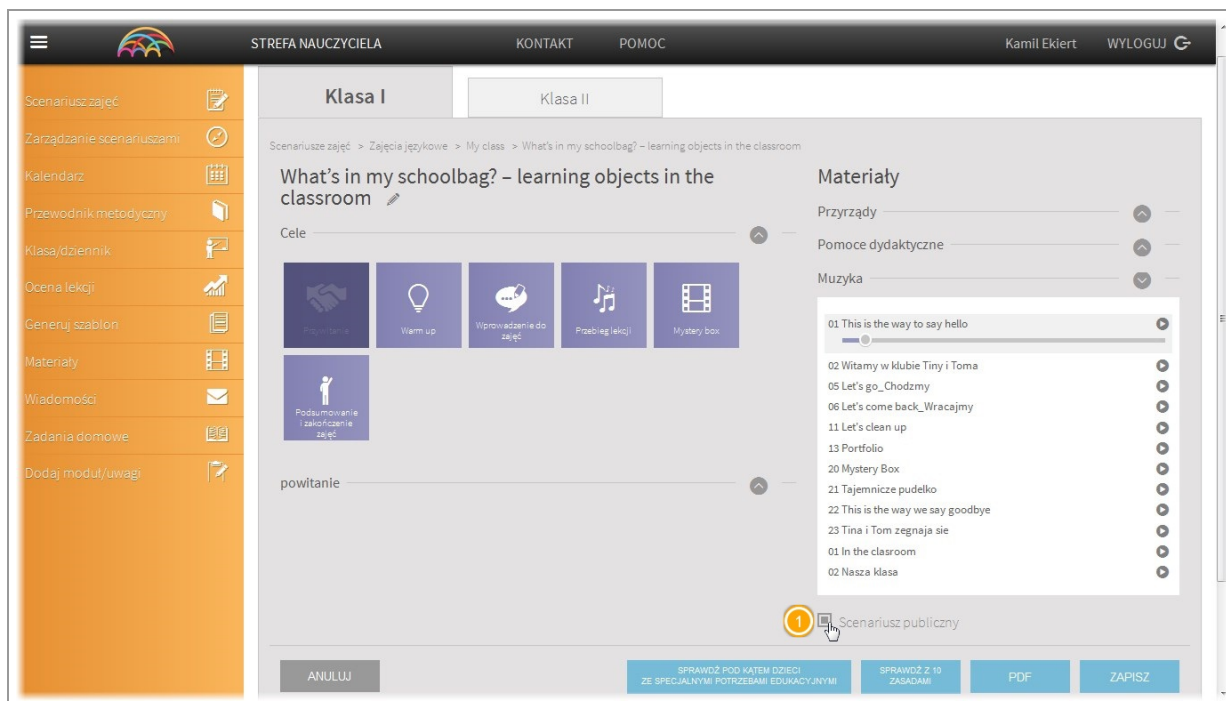 STREFA NAUCZYCIELA KONTAKT POMOC Kamil Ekiert WYLOGUJ
Scenariusz zajęć
Zarządzanie scenariuszami
Kalendarz
Przewodnik metodyczny
Klasa/dziennik
Ocena lekcji
Generuj szablon
Materiały
Wiadomości
Zadania domowe
Dodaj moduł/uwagi
Klasa I Klasa II
Scenariusze zajęć > Zajęcia językowe > My class > What's in my schoolbag? – learning objects in the classroom
What's in my schoolbag? – learning objects in the
classroom
Cele
Przywitanie
Warm up
Wprowadzenie do
zajęć
Przebieg lekcji
Mystery box
Podsumowanie
i zakończenie
zajęć
powitanie
Materiały
Przyrządy
Pomoce dydaktyczne
Muzyka
01 This is the way to say hello
02 Witamy w klubie Tiny i Toma
05 Let's go_Chodzmy
06 Let's come back_Wracajmy
11 Let's clean up
13 Portfolio
20 Mystery Box
21 Tajemnicze pudelko
22 This is the way we say goodbye
23 Tina i Tom zegnaja sie
01 In the clasroom
02 Nasza klasa
1 Scenariusz publiczny
ANULUJ
SPRAWDŹ POD KĄTEM DZIECI
ZE SPECJALNYMI POTRZEBAMI EDUKACYJNYMI
SPRAWDŹ Z 10
ZASADAMI
PDF
ZAPISZ